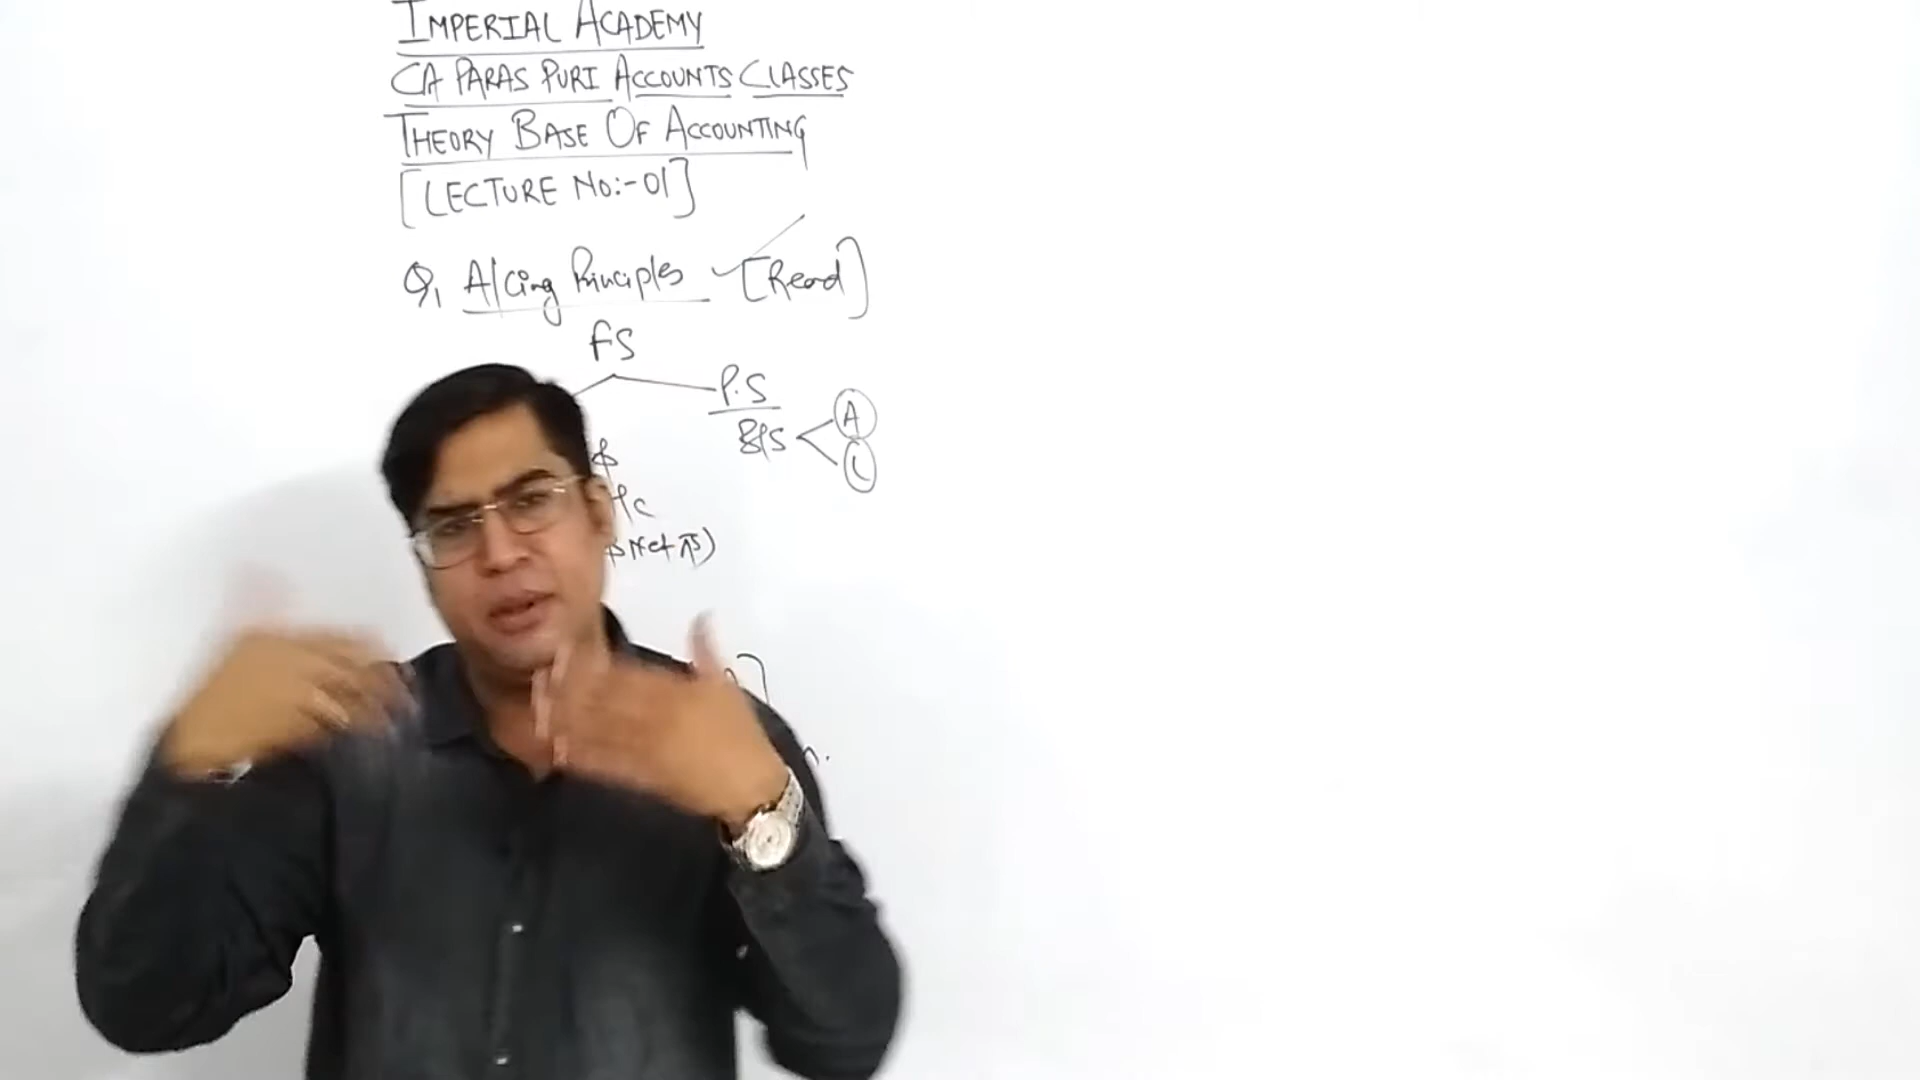 IMPERIAL ACADEMY
CA PARAS PURI ACCOUNTS CLASSES
THEORY BASE OF ACCOUNTING
[LECTURE No:-01]
Q1 A/cing Principles [Read]
FS
P.S
B/S
A
L
Net